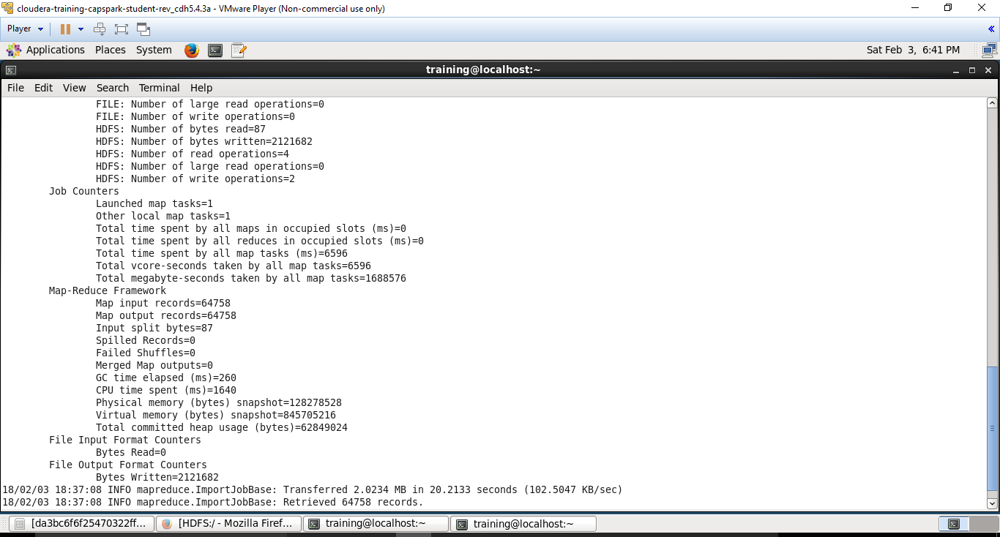 cloudera-training-capspark-student-rev_cdh5.4.3a - VMware Player (Non-commercial use only)
Player
Applications Places System Sat Feb 3, 6:41 PM
training@localhost:~
File Edit View Search Terminal Help
FILE: Number of large read operations=0
FILE: Number of write operations=0
HDFS: Number of bytes read=87
HDFS: Number of bytes written=2121682
HDFS: Number of read operations=4
HDFS: Number of large read operations=0
HDFS: Number of write operations=2
Job Counters
Launched map tasks=1
Other local map tasks=1
Total time spent by all maps in occupied slots (ms)=0
Total time spent by all reduces in occupied slots (ms)=0
Total time spent by all map tasks (ms)=6596
Total vcore-seconds taken by all map tasks=6596
Total megabyte-seconds taken by all map tasks=1688576
Map-Reduce Framework
Map input records=64758
Map output records=64758
Input split bytes=87
Spilled Records=0
Failed Shuffles=0
Merged Map outputs=0
GC time elapsed (ms)=260
CPU time spent (ms)=1640
Physical memory (bytes) snapshot=128278528
Virtual memory (bytes) snapshot=845705216
Total committed heap usage (bytes)=62849024
File Input Format Counters
Bytes Read=0
File Output Format Counters
Bytes Written=2121682
18/02/03 18:37:08 INFO mapreduce.ImportJobBase: Transferred 2.0234 MB in 20.2133 seconds (102.5047 KB/sec)
18/02/03 18:37:08 INFO mapreduce.ImportJobBase: Retrieved 64758 records.
[da3bc6f6f25470322ff... [HDFS:/ - Mozilla Firef... training@localhost:~ training@localhost:~